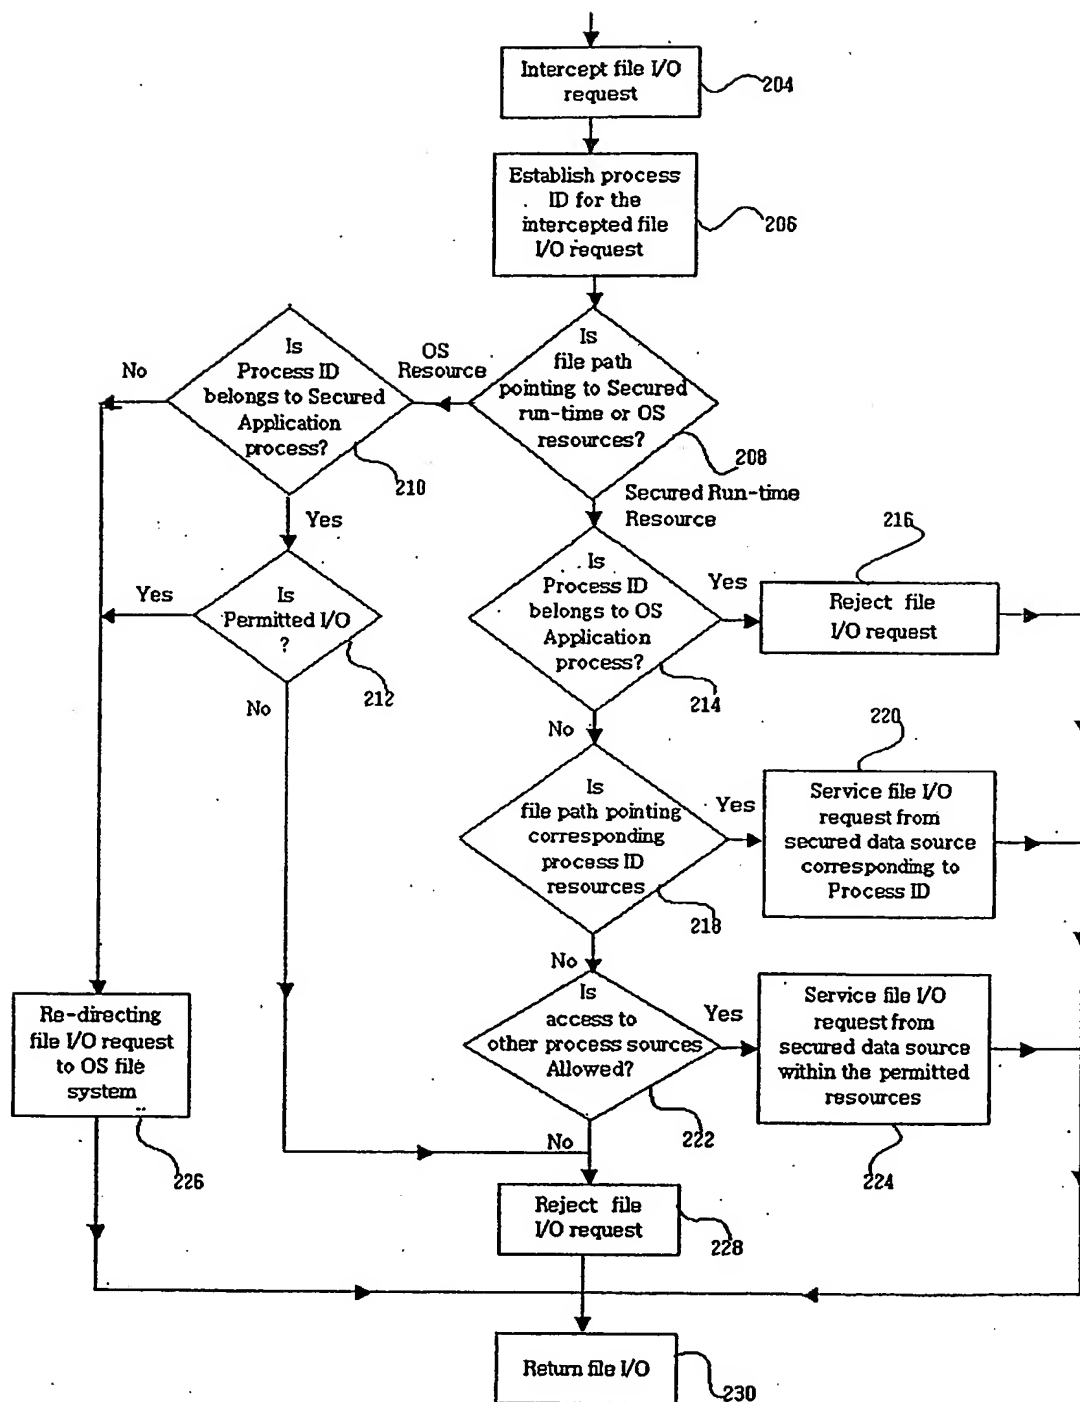 Intercept file I/O
request
204
Establish process
ID for the
intercepted file
I/O request
206
Is
file path
pointing to Secured
run-time or OS
resources?
208
OS
Resource
Is
Process ID
belongs to Secured
Application
process?
210
No
Yes
Secured Run-time
Resource
Is
Permitted I/O
?
212
Yes
No
Is
Process ID
belongs to OS
Application
process?
214
Yes
216
Reject file
I/O request
No
Is
file path pointing
corresponding
process ID
resources
218
Yes
220
Service file I/O
request from
secured data source
corresponding to
Process ID
No
Is
access to
other process sources
Allowed?
222
Yes
Service file I/O
request from
secured data source
within the permitted
resources
224
Re-directing
file I/O request
to OS file
system
226
No
Reject file
I/O request
228
Return file I/O
230